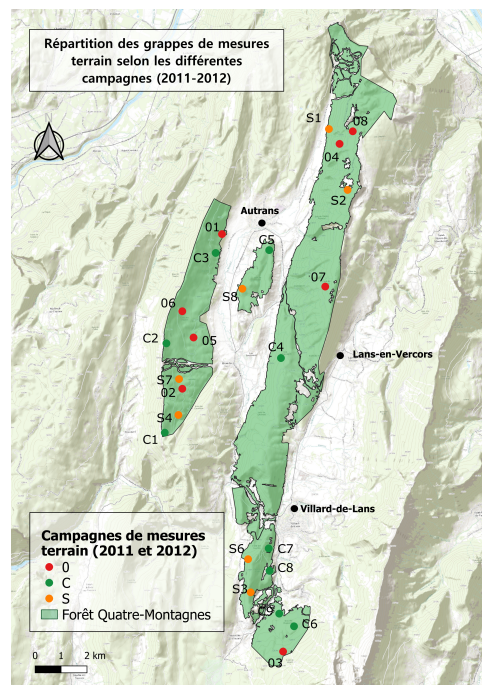 Répartition des grappes de mesures
terrain selon les différentes
campagnes (2011-2012)
S1
08
04
S2
Autrans
01
C5
C3
S8
07
06
C2
05
C4
Lans-en-Vercors
S7
02
S4
C1
Villard-de-Lans
Campagnes de mesures
terrain (2011 et 2012)
0
C
S
Forêt Quatre-Montagnes
S6
C7
C8
S3
C9
C6
03
0 1 2 km